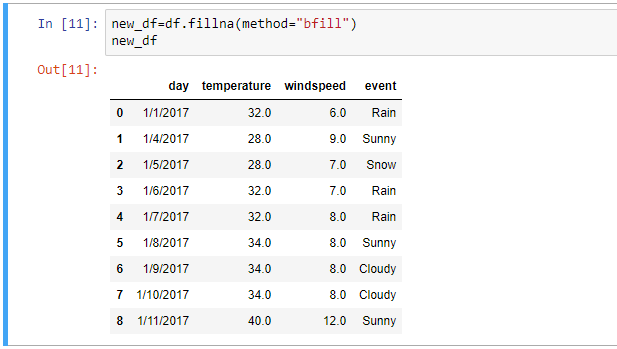 In [11]: new_df=df.fillna(method="bfill")
new_df
Out[11]:
day temperature windspeed event
0 1/1/2017 32.0 6.0 Rain
1 1/4/2017 28.0 9.0 Sunny
2 1/5/2017 28.0 7.0 Snow
3 1/6/2017 32.0 7.0 Rain
4 1/7/2017 32.0 8.0 Rain
5 1/8/2017 34.0 8.0 Sunny
6 1/9/2017 34.0 8.0 Cloudy
7 1/10/2017 34.0 8.0 Cloudy
8 1/11/2017 40.0 12.0 Sunny